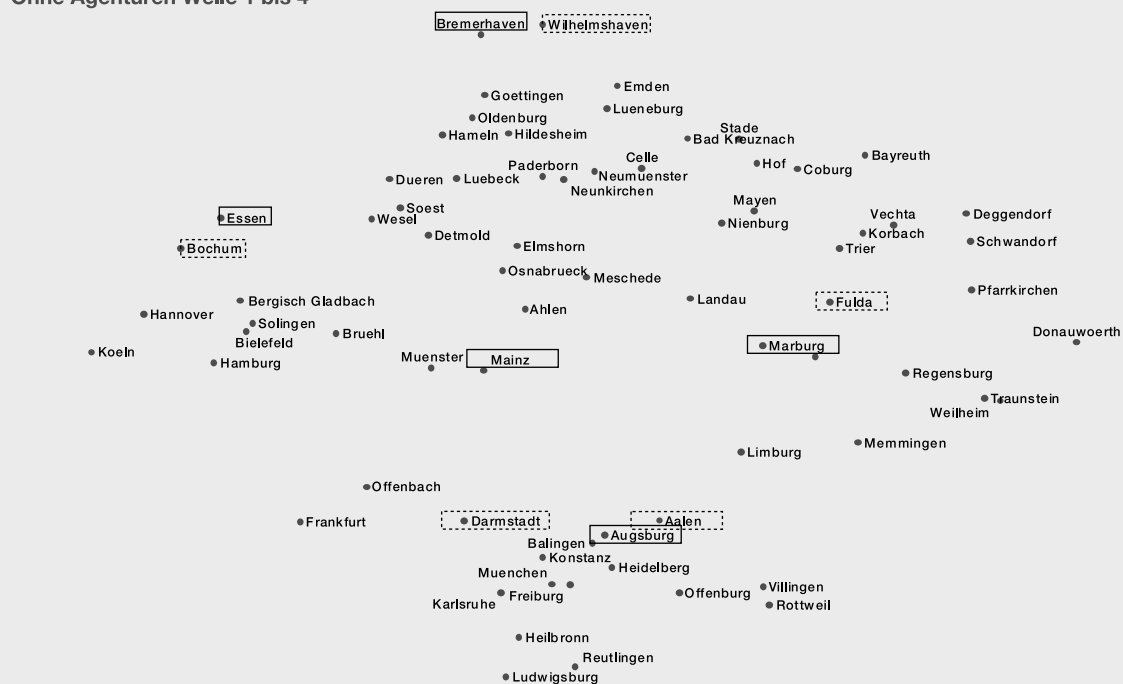 Ohne Agenturen Welle 1 bis 4
Bremerhaven
Wilhelmshaven
Emden
Goettingen
Lueneburg
Oldenburg
Stade
Hameln
Hildesheim
Bad Kreuznach
Bayreuth
Celle
Paderborn
Hof
Coburg
Dueren
Luebeck
Neumuenster
Neunkirchen
Mayen
Soest
Essen
Wesel
Nienburg
Vechta
Deggendorf
Korbach
Detmold
Bochum
Elmshorn
Trier
Schwandorf
Osnabrueck
Meschede
Pfarrkirchen
Bergisch Gladbach
Landau
Fulda
Hannover
Ahlen
Solingen
Bruehl
Donauwoerth
Bielefeld
Koeln
Muenster
Mainz
Marburg
Hamburg
Regensburg
Traunstein
Weilheim
Memmingen
Limburg
Offenbach
Frankfurt
Darmstadt
Aalen
Augsburg
Balingen
Konstanz
Heidelberg
Muenchen
Villingen
Karlsruhe
Freiburg
Offenburg
Rottweil
Heilbronn
Reutlingen
Ludwigsburg